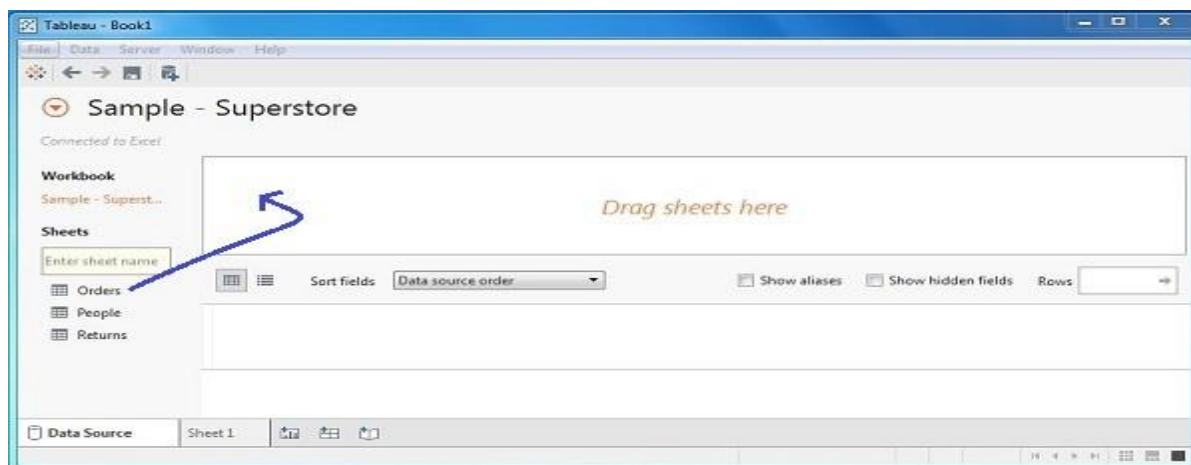 Tableau - Book1
File Data Server Window Help
Sample - Superstore
Connected to Excel
Workbook
Sample - Superst...
Drag sheets here
Sheets
Enter sheet name
Sort fields Data source order Show aliases Show hidden fields Rows
Orders
People
Returns
Data Source Sheet 1